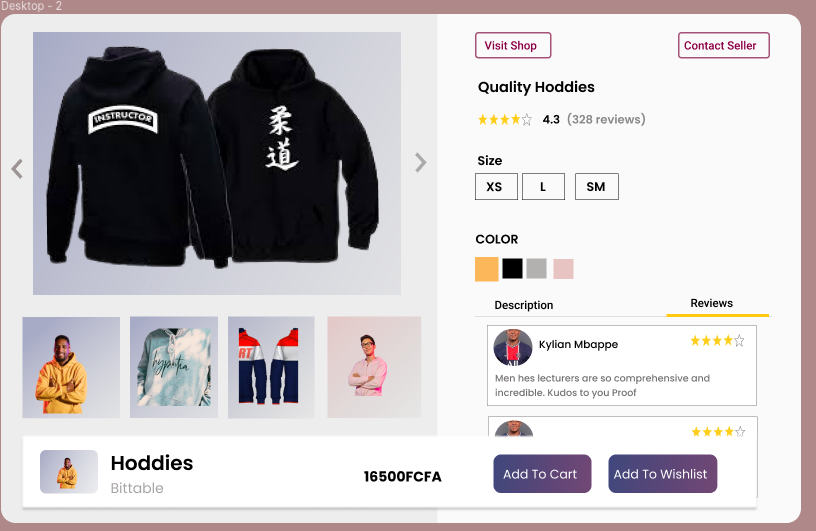 Desktop - 2
INSTRUCTOR
柔
道
Visit Shop
Contact Seller
Quality Hoddies
4.3 (328 reviews)
Size
XS
L
SM
COLOR
Description
Reviews
Kylian Mbappe
Men hes lecturers are so comprehensive and
incredible. Kudos to you Proof
hypatia
RT
Hoddies
Bittable
16500FCFA
Add To Cart
Add To Wishlist